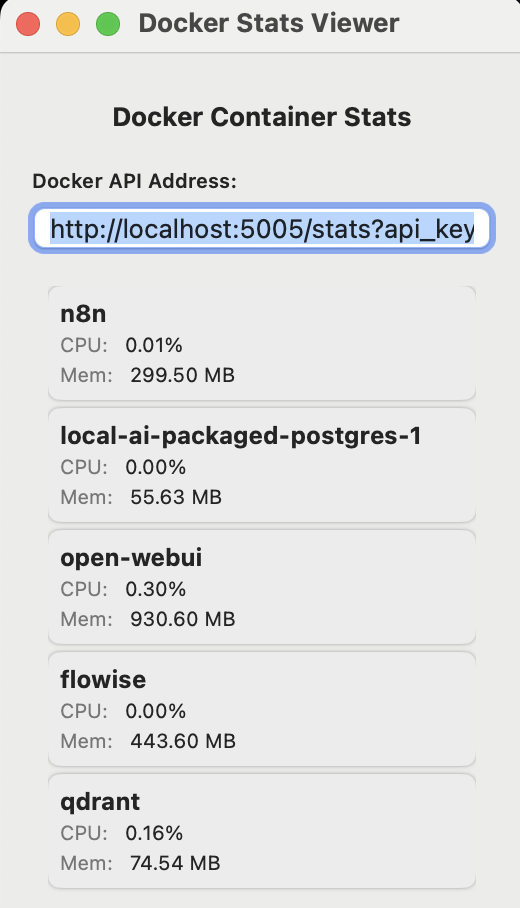 Docker Stats Viewer
Docker Container Stats
Docker API Address:
http://localhost:5005/stats?api_key
n8n
CPU: 0.01%
Mem: 299.50 MB
local-ai-packaged-postgres-1
CPU: 0.00%
Mem: 55.63 MB
open-webui
CPU: 0.30%
Mem: 930.60 MB
flowise
CPU: 0.00%
Mem: 443.60 MB
qdrant
CPU: 0.16%
Mem: 74.54 MB